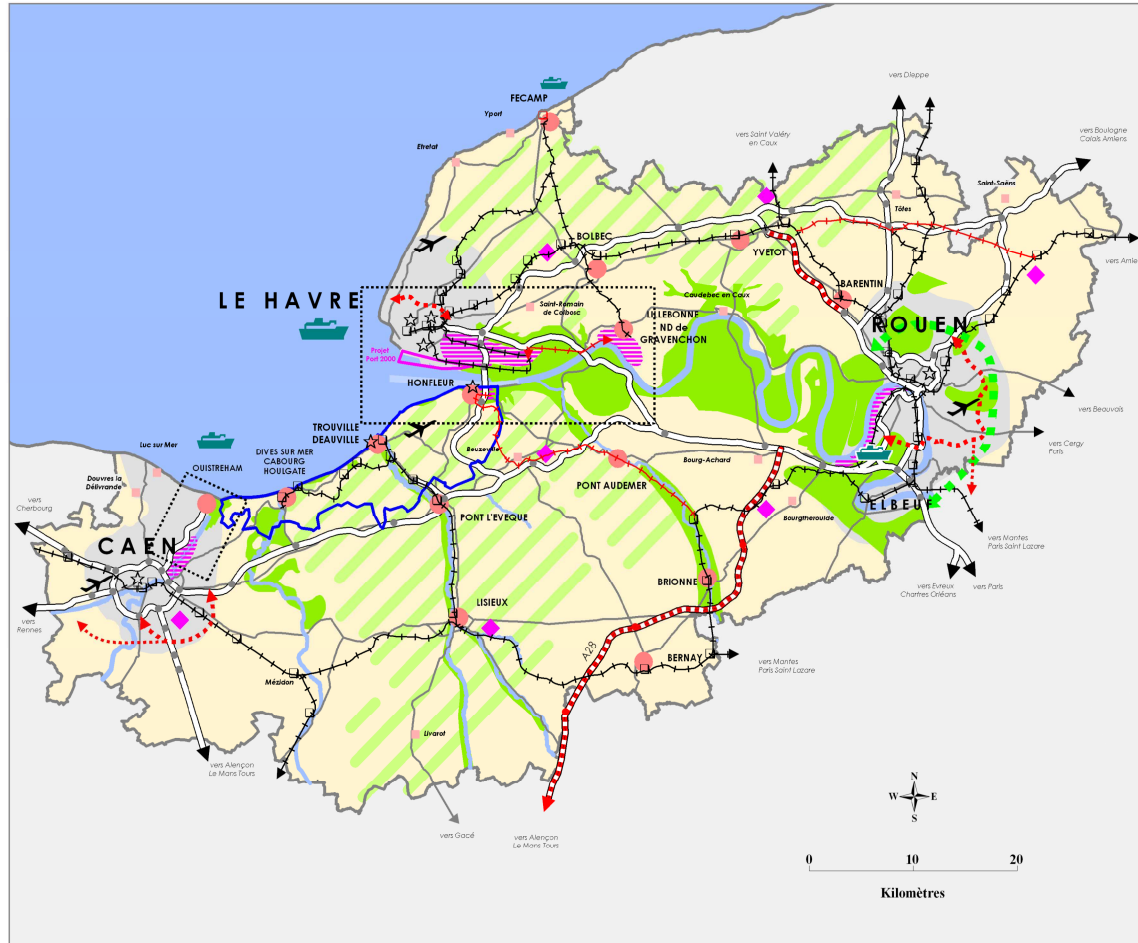 vers Dieppe
FECAMP
Yport
vers Saint Valéry
en Caux
vers Boulogne
Calais Amiens
Etretat
Saint-Saëns
Tôtes
BOLBEC
YVETOT
vers Amie
BARENTIN
LE HAVRE
Saint-Romain
de Colbosc
Caudebec en Caux
LILLEBONNE
ND de
GRAVENCHON
ROUEN
Projet
Port 2000
HONFLEUR
vers Beauvais
TROUVILLE
DEAUVILLE
Luc sur Mer
DIVES SUR MER
CABOURG
HOULGATE
Beuzeville
Bourg-Achard
vers Cergy
Paris
OUISTREHAM
Douvres la
Délivrande
PONT AUDEMER
vers
Cherbourg
PONT L'EVEQUE
ELBEUF
Bourgtheroulde
CAEN
vers Mantes
Paris Saint Lazare
BRIONNE
vers Evreux
Chartres Orléans
vers Paris
vers
Rennes
LISIEUX
A28
BERNAY
vers Mantes
Paris Saint Lazare
Mézidon
Livarot
vers Alençon
Le Mans Tours
N
W E
S
vers Gacé
vers Alençon
Le Mans Tours
0 10 20
Kilomètres